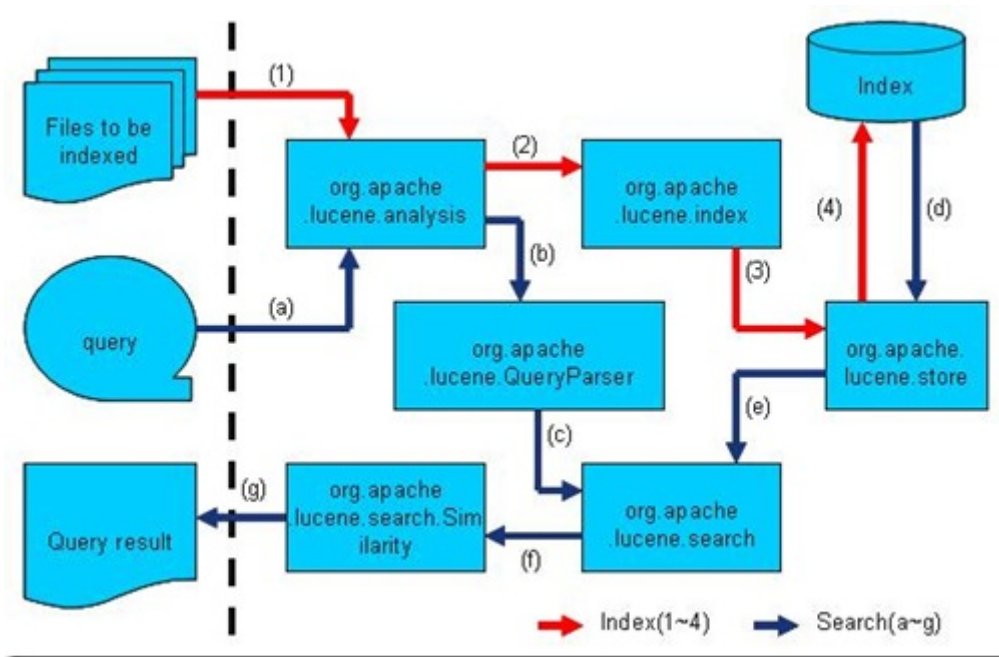 (1)
Index
Files to be
indexed
(2)
org.apache
.lucene.analysis
org.apache
.lucene.index
(4)
(d)
(b)
(3)
(a)
query
org.apache
.lucene.QueryParser
org.apache.
lucene.store
(e)
(c)
(g)
org.apache
.lucene.search.Sim
ilarity
org.apache
.lucene.search
Query result
(f)
Index(1~4)
Search(a~g)